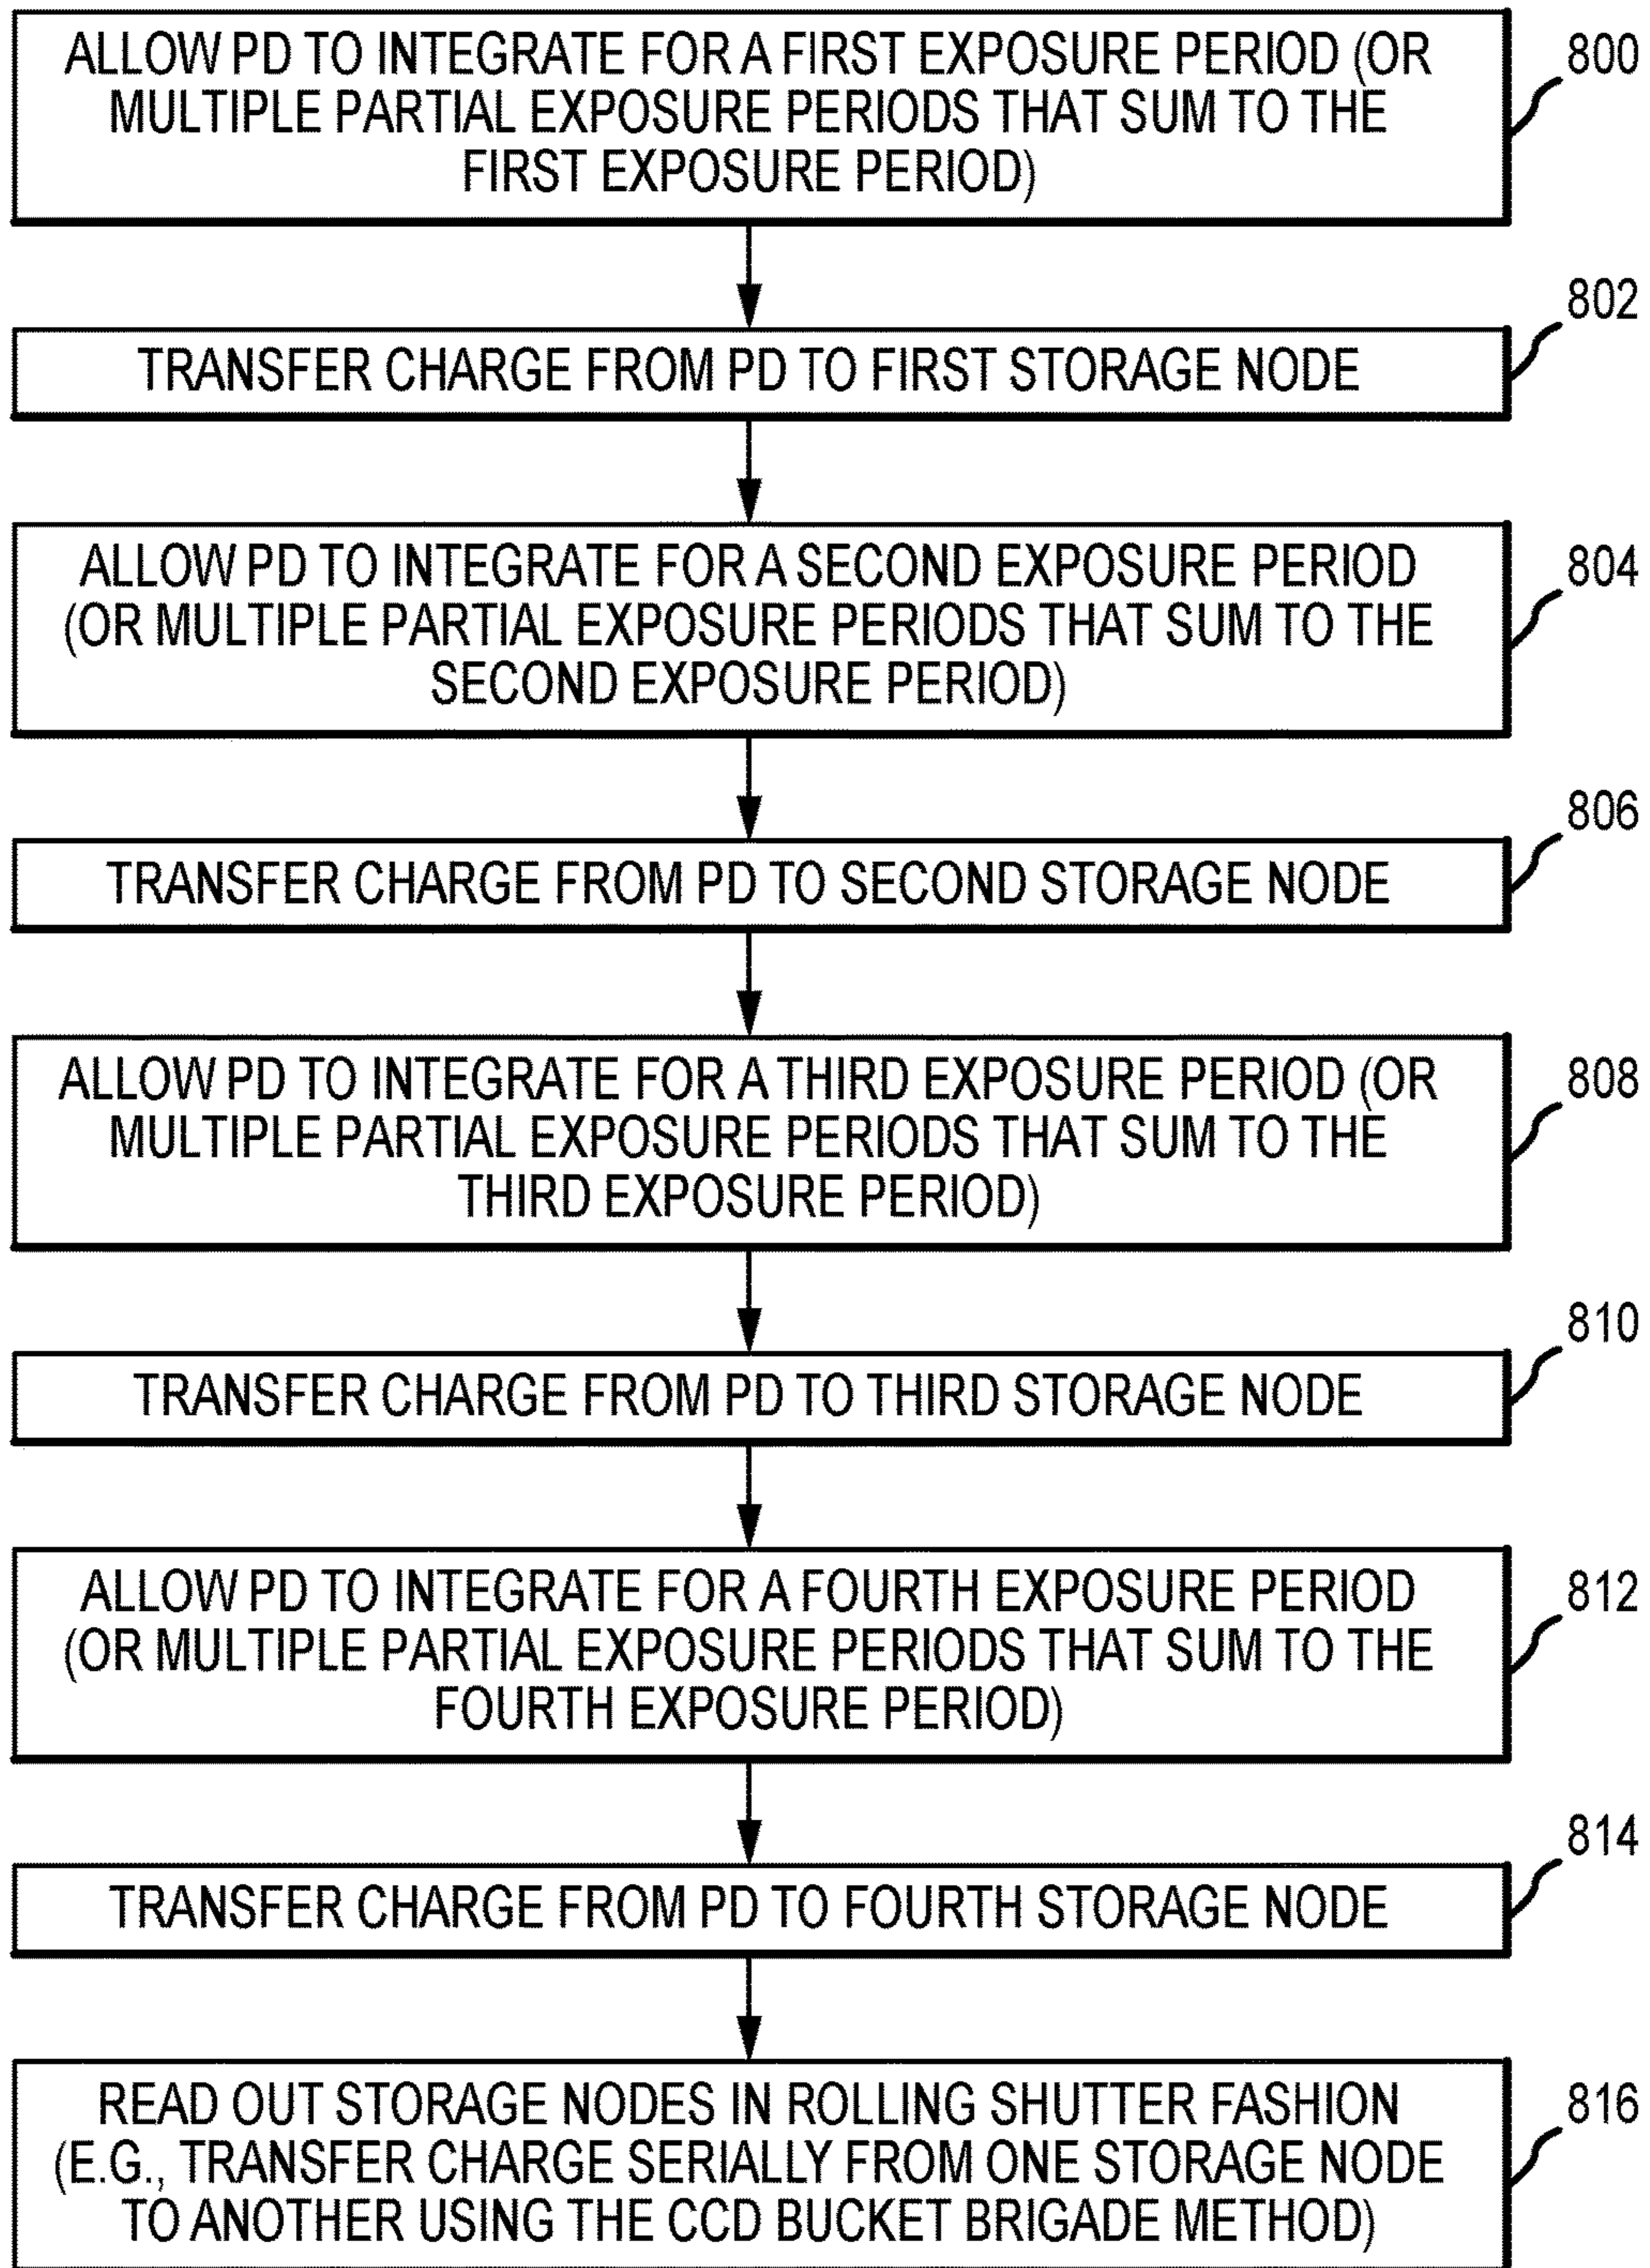 ALLOW PD TO INTEGRATE FOR A FIRST EXPOSURE PERIOD (OR
MULTIPLE PARTIAL EXPOSURE PERIODS THAT SUM TO THE
FIRST EXPOSURE PERIOD)
800
TRANSFER CHARGE FROM PD TO FIRST STORAGE NODE
802
ALLOW PD TO INTEGRATE FOR A SECOND EXPOSURE PERIOD
(OR MULTIPLE PARTIAL EXPOSURE PERIODS THAT SUM TO THE
SECOND EXPOSURE PERIOD)
804
TRANSFER CHARGE FROM PD TO SECOND STORAGE NODE
806
ALLOW PD TO INTEGRATE FOR A THIRD EXPOSURE PERIOD (OR
MULTIPLE PARTIAL EXPOSURE PERIODS THAT SUM TO THE
THIRD EXPOSURE PERIOD)
808
TRANSFER CHARGE FROM PD TO THIRD STORAGE NODE
810
ALLOW PD TO INTEGRATE FOR A FOURTH EXPOSURE PERIOD
(OR MULTIPLE PARTIAL EXPOSURE PERIODS THAT SUM TO THE
FOURTH EXPOSURE PERIOD)
812
TRANSFER CHARGE FROM PD TO FOURTH STORAGE NODE
814
READ OUT STORAGE NODES IN ROLLING SHUTTER FASHION
(E.G., TRANSFER CHARGE SERIALLY FROM ONE STORAGE NODE
TO ANOTHER USING THE CCD BUCKET BRIGADE METHOD)
816